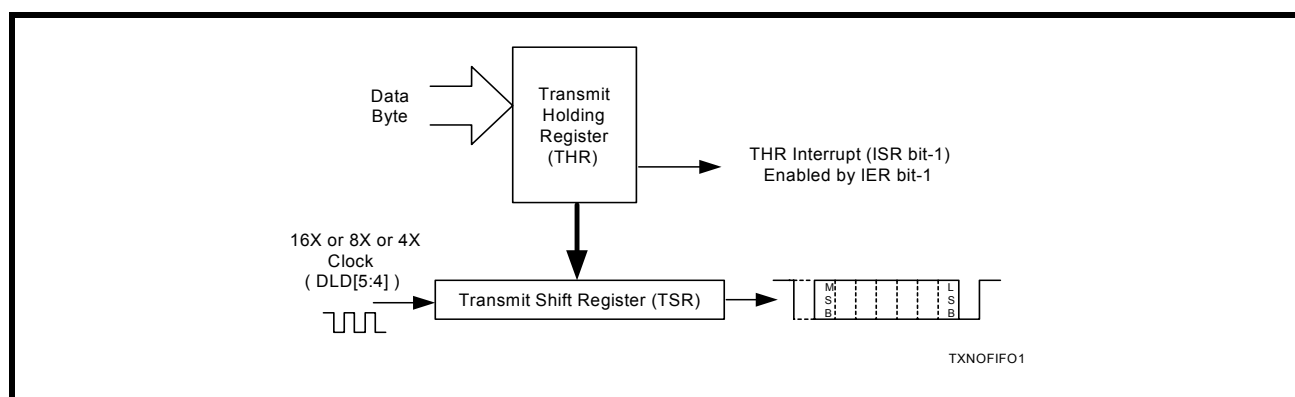 Data
Byte
Transmit
Holding
Register
(THR)
THR Interrupt (ISR bit-1)
Enabled by IER bit-1
16X or 8X or 4X
Clock
( DLD[5:4] )
Transmit Shift Register (TSR)
M
S
B
L
S
B
TXNOFIFO1